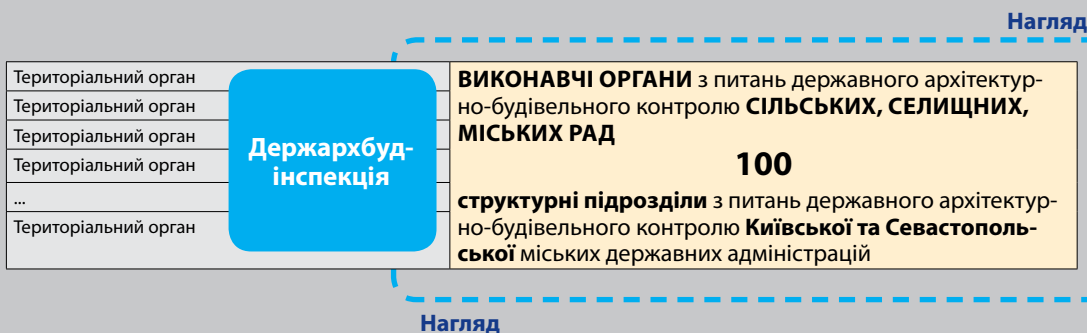 Нагляд
Територіальний орган
Територіальний орган
Територіальний орган
Територіальний орган
...
Територіальний орган
Держархбуд-
інспекція
ВИКОНАВЧІ ОРГАНИ з питань державного архітектур-
но-будівельного контролю СІЛЬСЬКИХ, СЕЛИЩНИХ,
МІСЬКИХ РАД
100
структурні підрозділи з питань державного архітектур-
но-будівельного контролю Київської та Севастополь-
ської міських державних адміністрацій
Нагляд